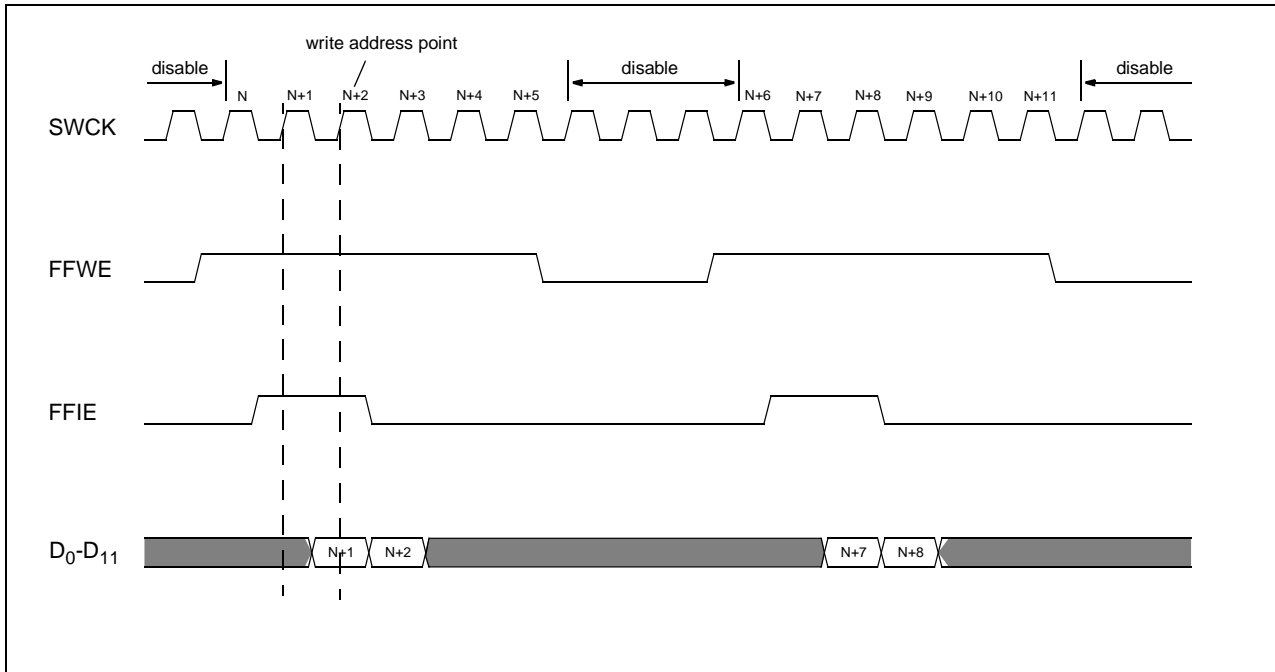 write address point
disable disable disable
N N+1 N+2 N+3 N+4 N+5 N+6 N+7 N+8 N+9 N+10 N+11
SWCK
FFWE
FFIE
D0-D11 N+1 N+2 N+7 N+8